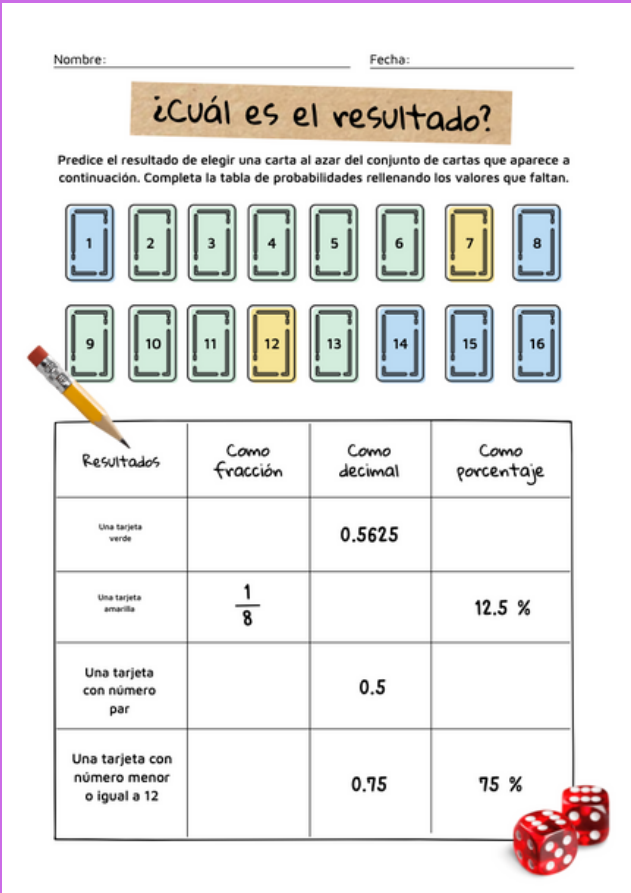 Nombre: Fecha:
¿Cuál es el resultado?
Predice el resultado de elegir una carta al azar del conjunto de cartas que aparece a
continuación. Completa la tabla de probabilidades rellenando los valores que faltan.
1 2 3 4 5 6 7 8
9 10 11 12 13 14 15 16
Resultados
Como
fracción
Como
decimal
Como
porcentaje
Una tarjeta
verde
0.5625
Una tarjeta
amarilla
1
8
12.5 %
Una tarjeta
con número
par
0.5
Una tarjeta con
número menor
o igual a 12
0.75
75 %